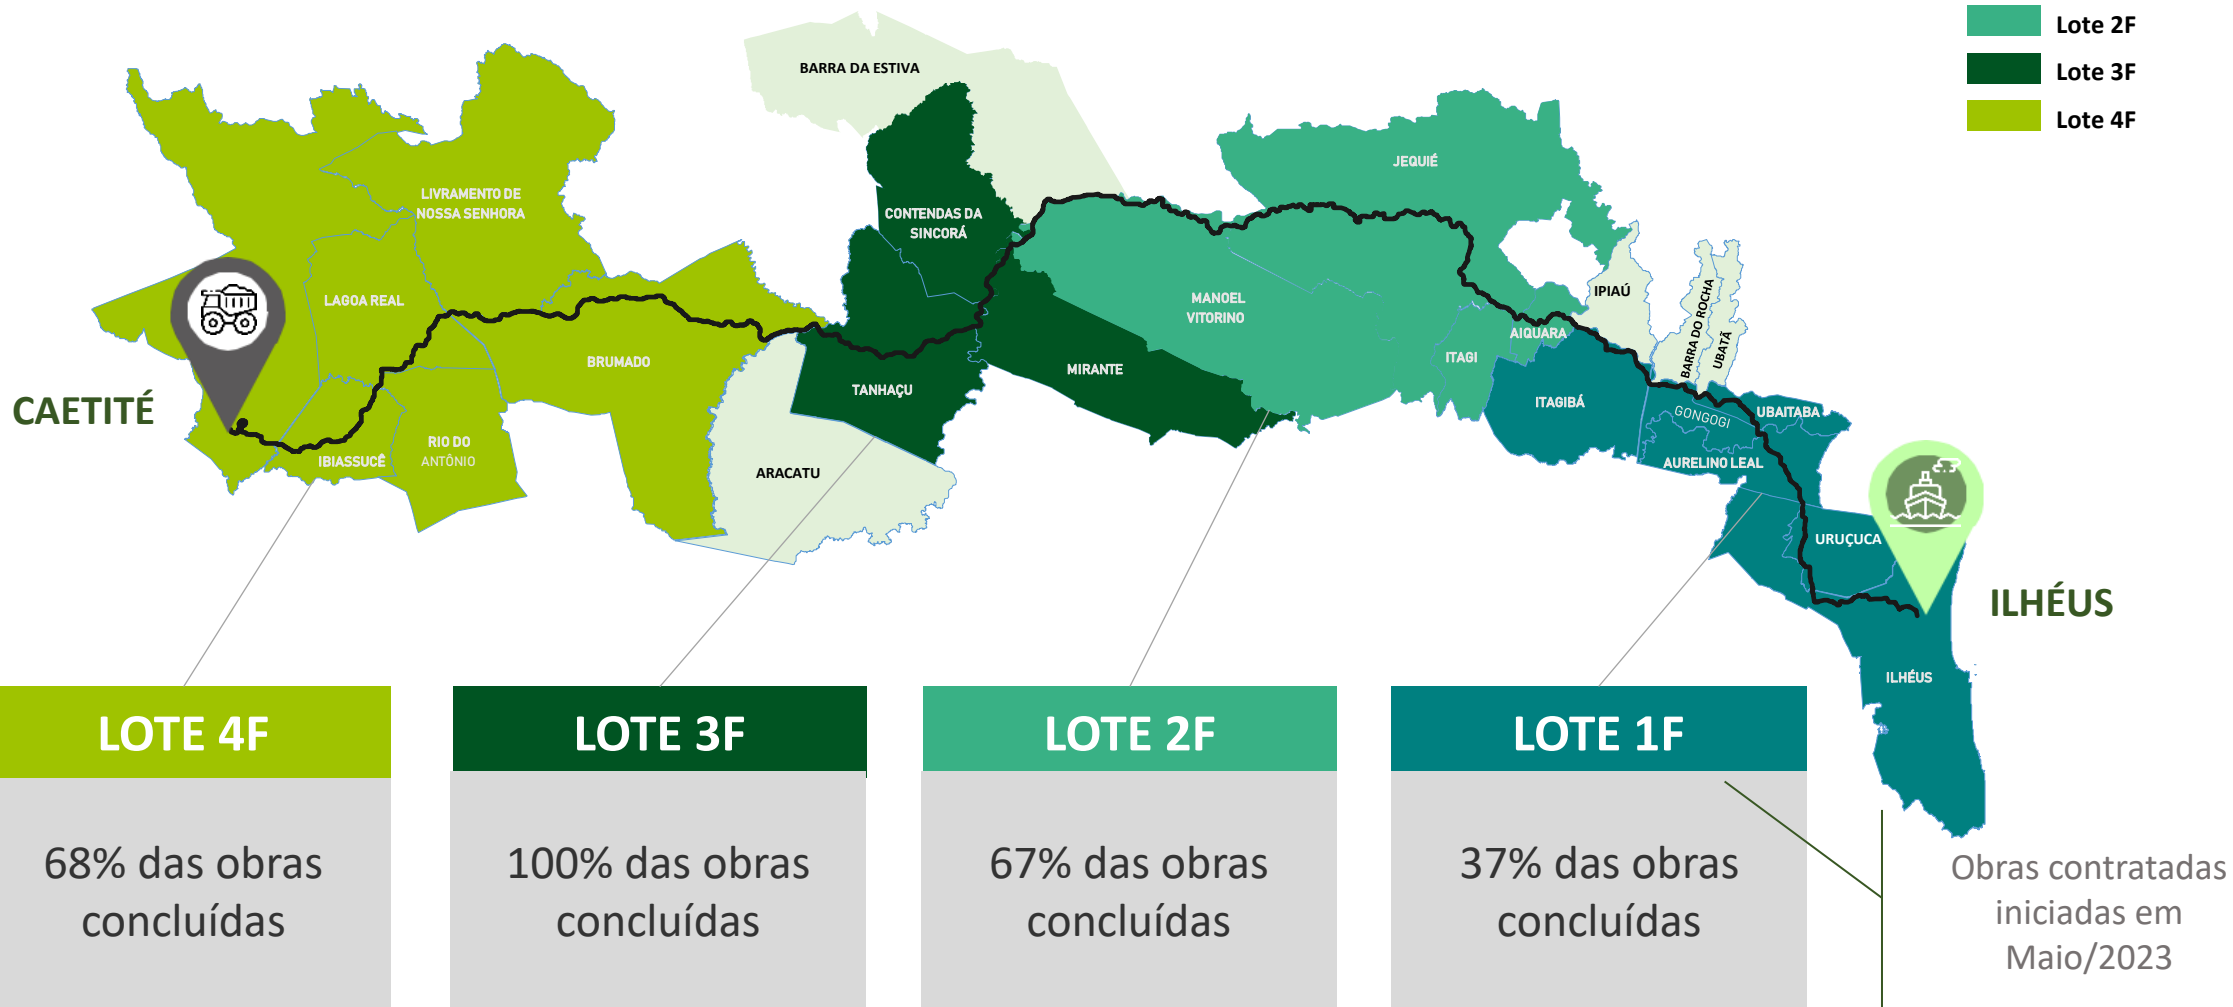 Lote 2F
Lote 3F
Lote 4F
BARRA DA ESTIVA
JEQUIÉ
LIVRAMENTO DE
NOSSA SENHORA
CONTENDAS DA
SINCORÁ
LAGOA REAL
MANOEL
VITORINO
IPIAÚ
BARRA DO ROCHA
UBATÃ
AIQUARA
ITAGI
BRUMADO
MIRANTE
TANHAÇU
ITAGIBÁ
CAETITÉ
GONGOGI
UBAITABA
RIO DO
ANTÔNIO
IBIASSUCÊ
AURELINO LEAL
ARACATU
URUÇUCA
ILHÉUS
ILHÉUS
LOTE 4F
68% das obras
concluídas
LOTE 3F
100% das obras
concluídas
LOTE 2F
67% das obras
concluídas
LOTE 1F
37% das obras
concluídas
Obras contratadas
iniciadas em
Maio/2023